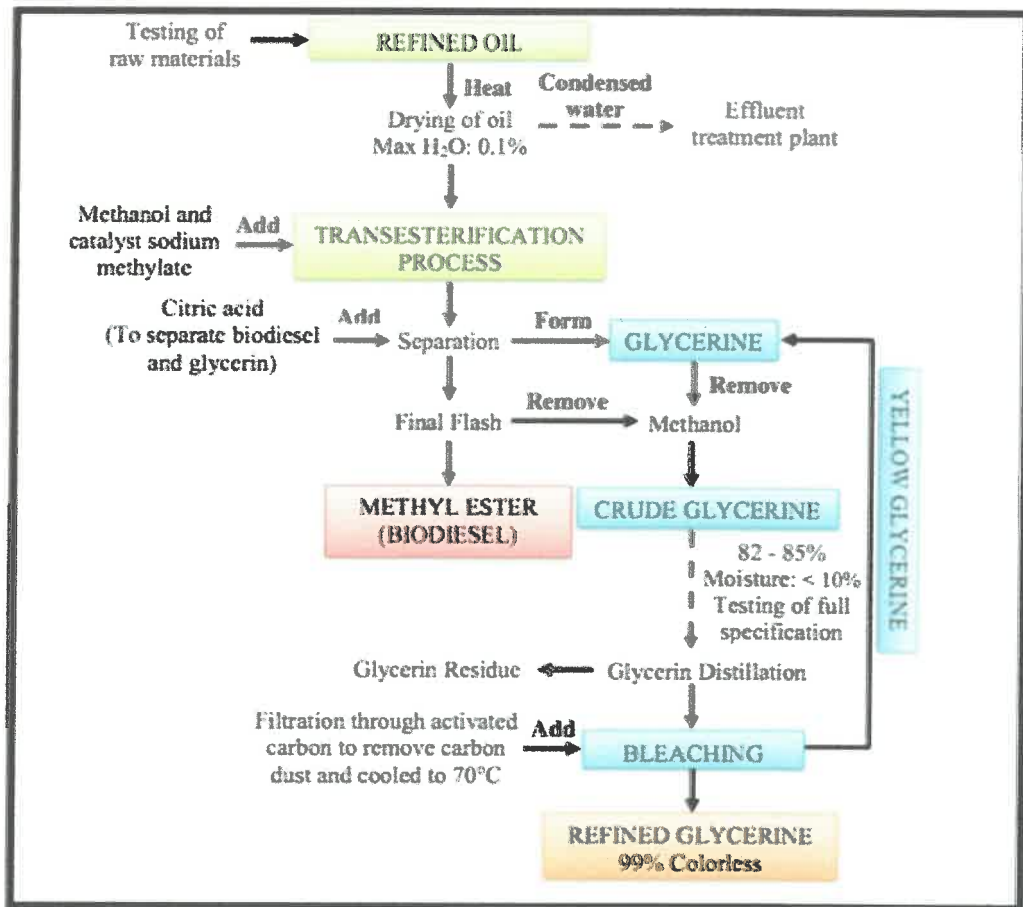 Testing of
raw materials
REFINED OIL
Heat
Condensed
water
Drying of oil
Max H₂O: 0.1%
Effluent
treatment plant
Methanol and
catalyst sodium
methylate
Add
TRANSESTERIFICATION
PROCESS
Citric acid
(To separate biodiesel
and glycerin)
Add
Separation
Form
GLYCERINE
Remove
Final Flash
Remove
Methanol
YELLOW GLYCERINE
METHYL ESTER
(BIODIESEL)
CRUDE GLYCERINE
82 - 85%
Moisture: < 10%
Testing of full
specification
Glycerin Residue
Glycerin Distillation
Filtration through activated
carbon to remove carbon
dust and cooled to 70°C
Add
BLEACHING
REFINED GLYCERINE
99% Colorless